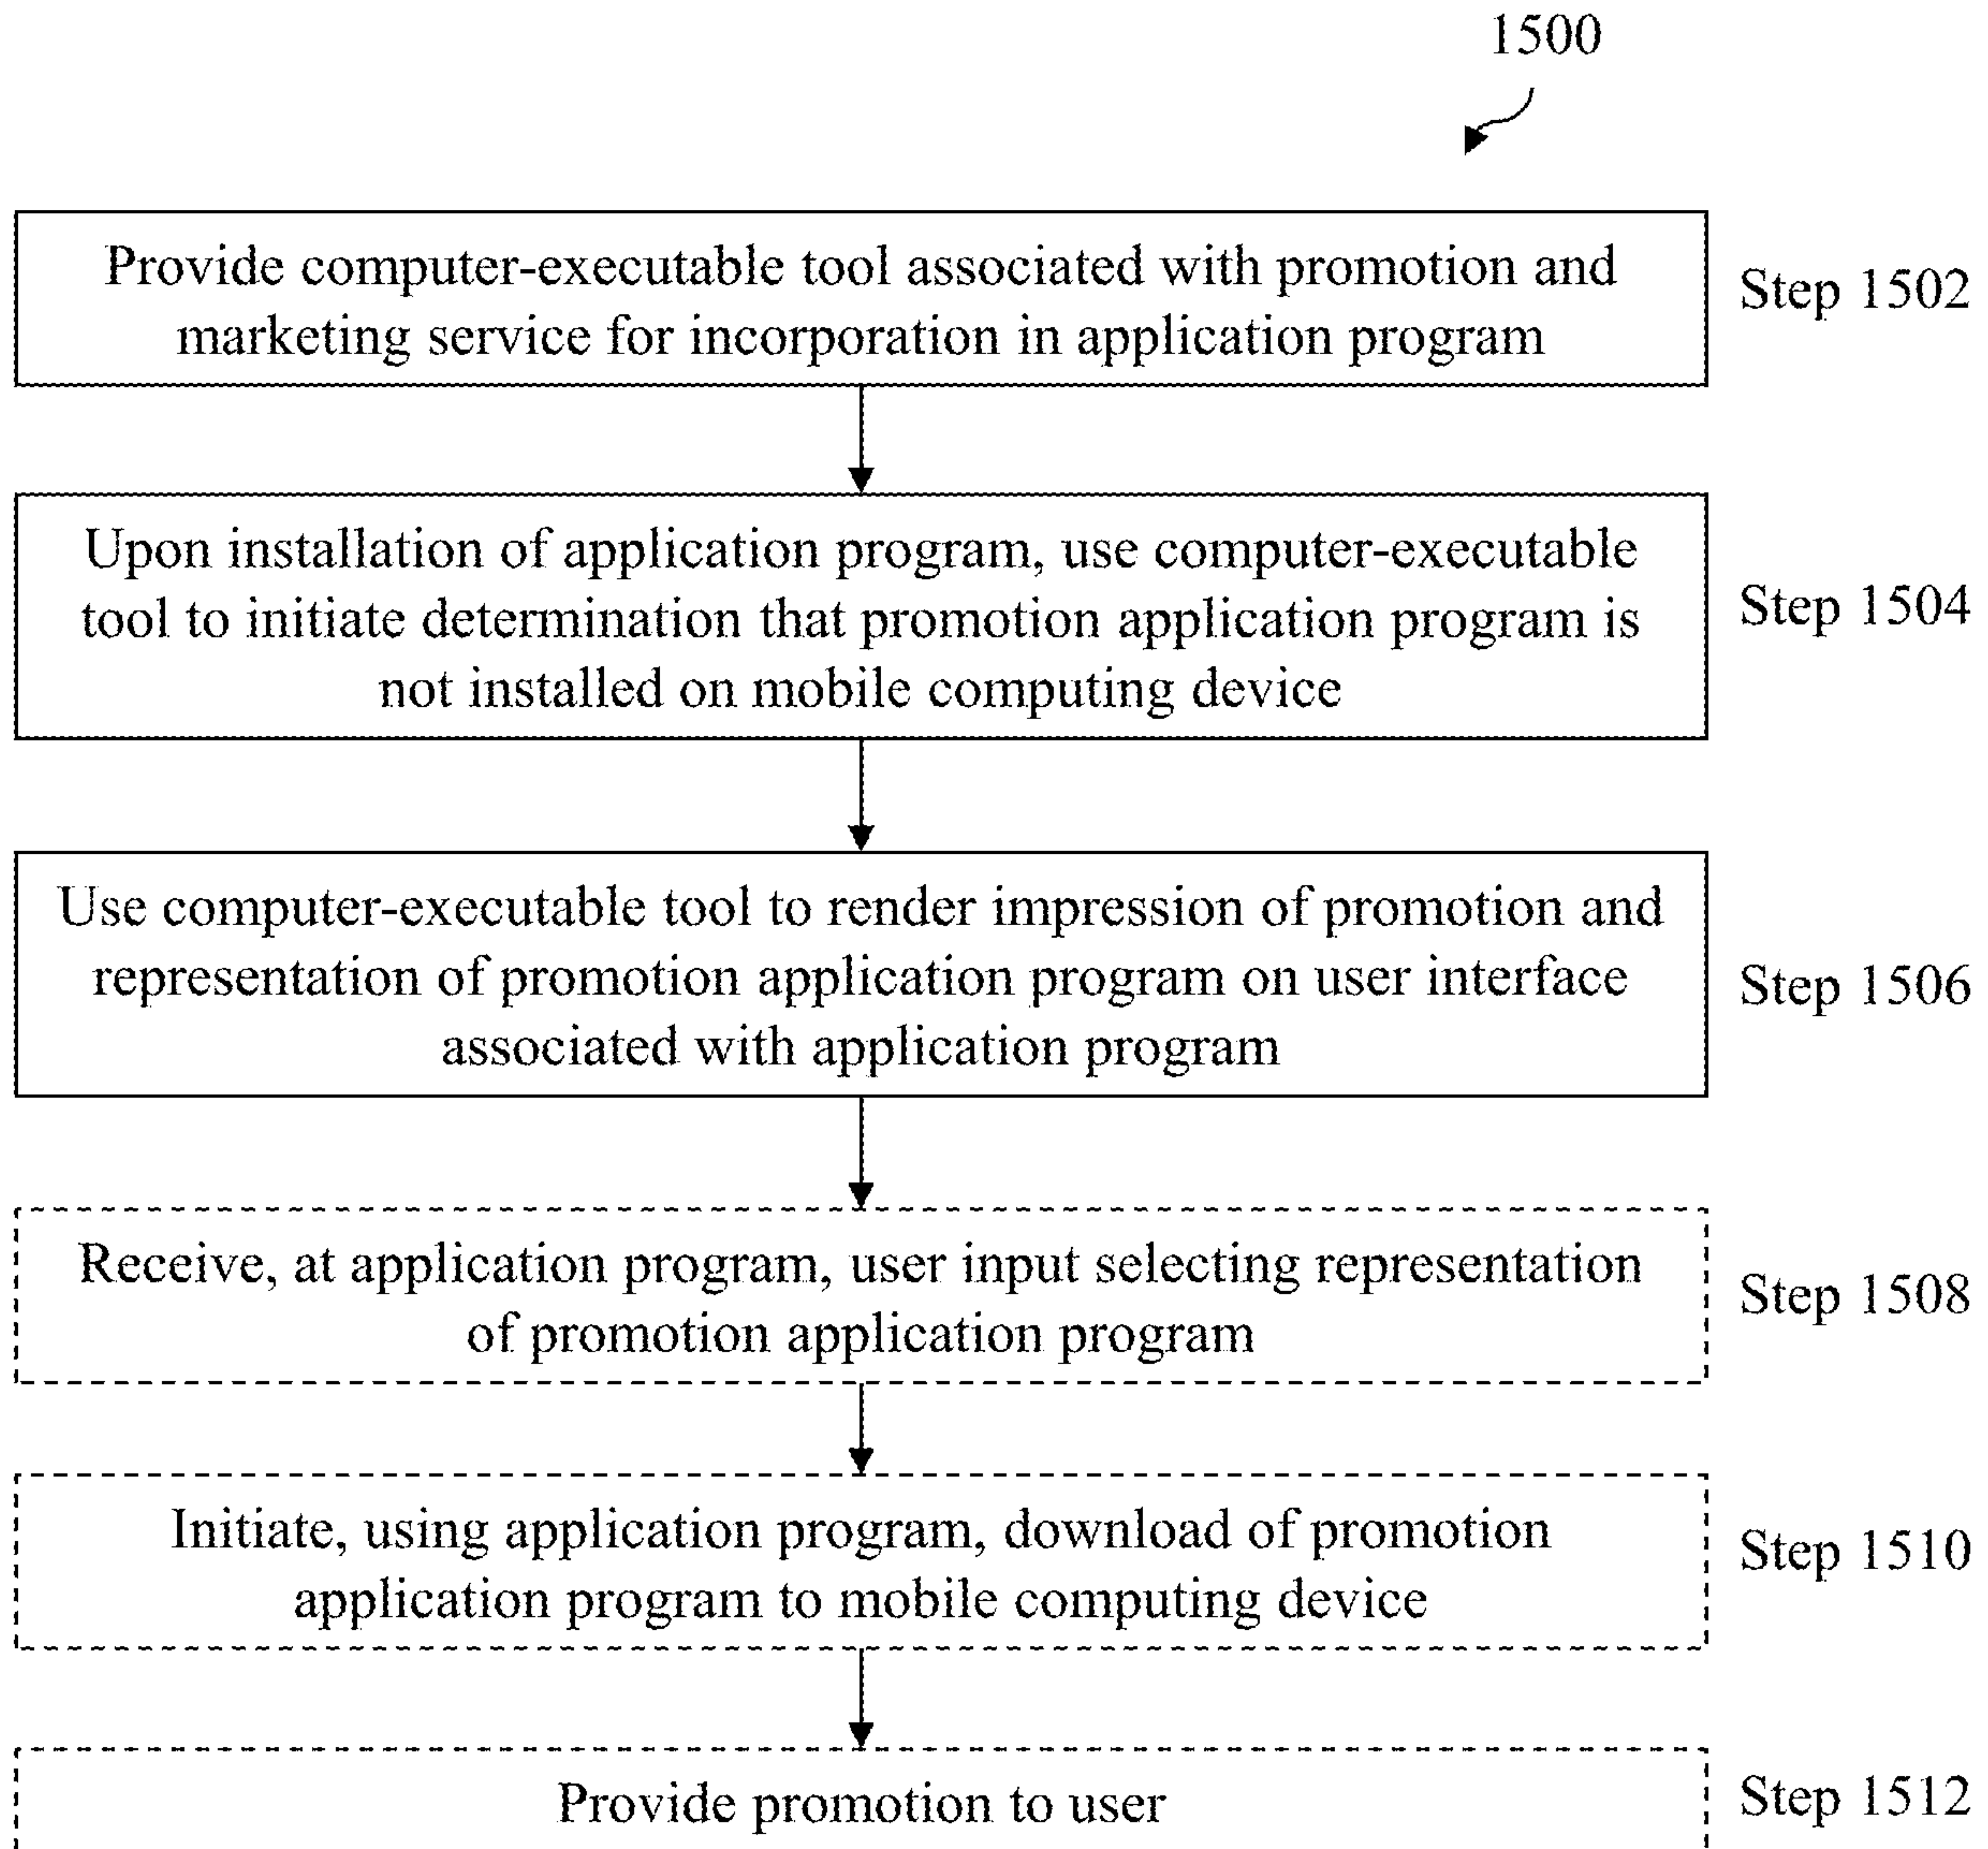 1500
Provide computer-executable tool associated with promotion and
marketing service for incorporation in application program
Step 1502
Upon installation of application program, use computer-executable
tool to initiate determination that promotion application program is
not installed on mobile computing device
Step 1504
Use computer-executable tool to render impression of promotion and
representation of promotion application program on user interface
associated with application program
Step 1506
Receive, at application program, user input selecting representation
of promotion application program
Step 1508
Initiate, using application program, download of promotion
application program to mobile computing device
Step 1510
Provide promotion to user
Step 1512